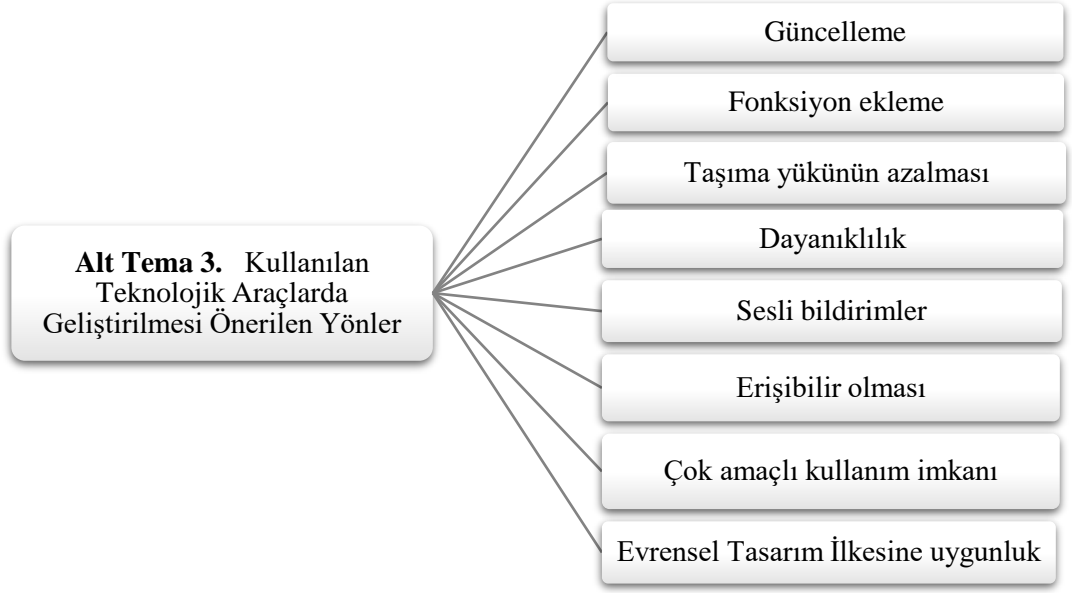 Güncelleme
Fonksiyon ekleme
Taşıma yükünün azalması
Dayanıklılık
Alt Tema 3. Kullanılan
Teknolojik Araçlarda
Geliştirilmesi Önerilen Yönler
Sesli bildirimler
Erişibilir olması
Çok amaçlı kullanım imkanı
Evrensel Tasarım İlkesine uygunluk